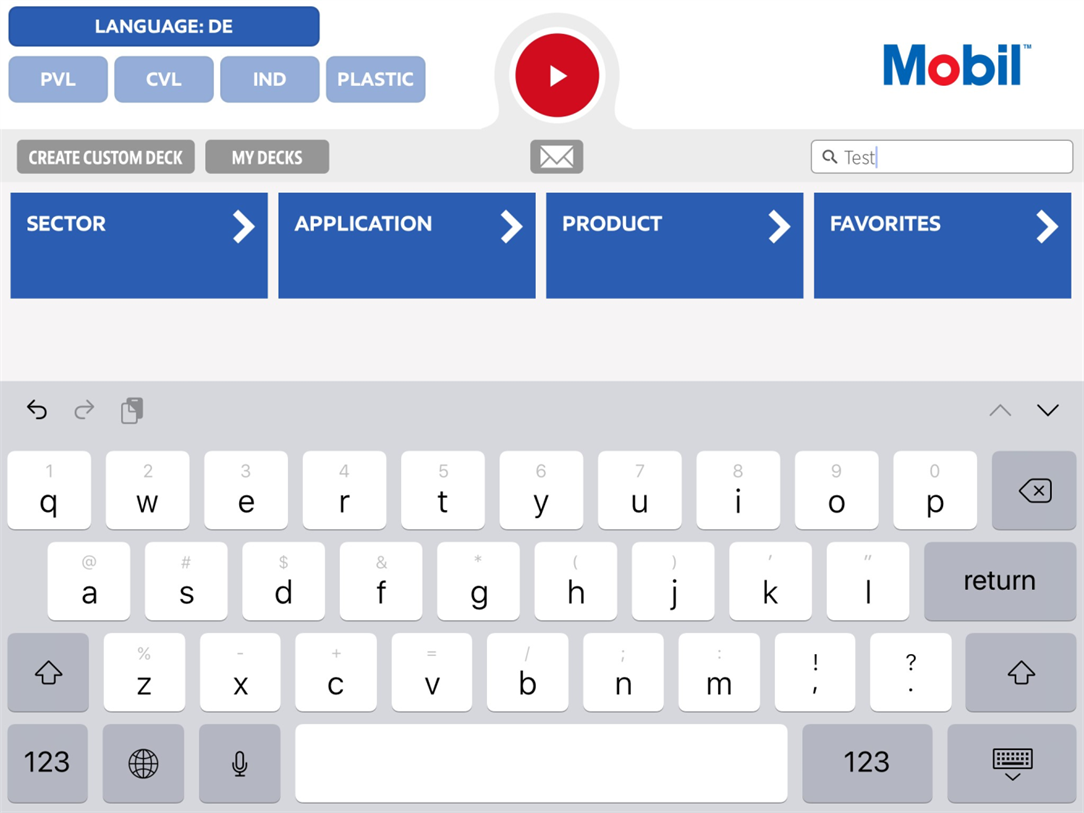 LANGUAGE: DE
PVL CVL IND PLASTIC
Mobil™
CREATE CUSTOM DECK MY DECKS Test
SECTOR APPLICATION PRODUCT FAVORITES
1 2 3 4 5 6 7 8 9 0
q w e r t y u i o p
@ # $ & * ( ) ' "
a s d f g h j k l return
% - + = / ; : ! ?
z x c v b n m , .
123 123